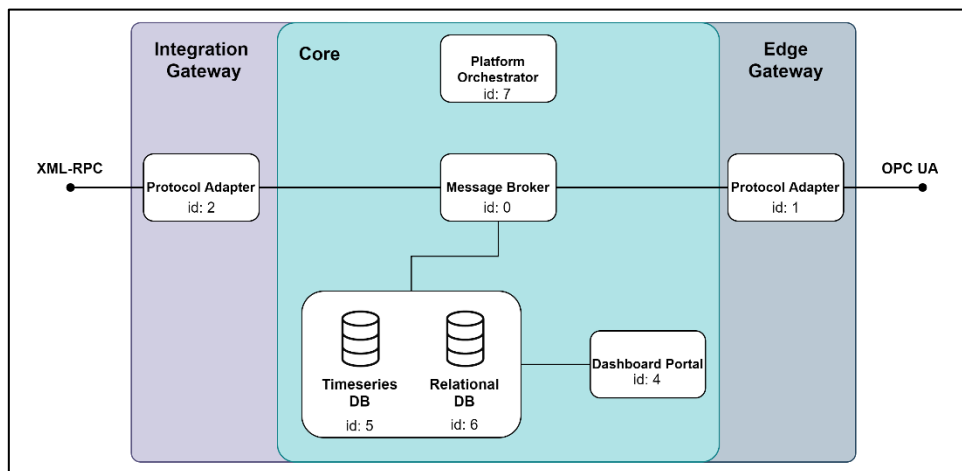 Integration
Gateway
Core
Platform
Orchestrator
id: 7
Edge
Gateway
XML-RPC
Protocol Adapter
id: 2
Message Broker
id: 0
Protocol Adapter
id: 1
OPC UA
Timeseries
DB
id: 5
Relational
DB
id: 6
Dashboard Portal
id: 4